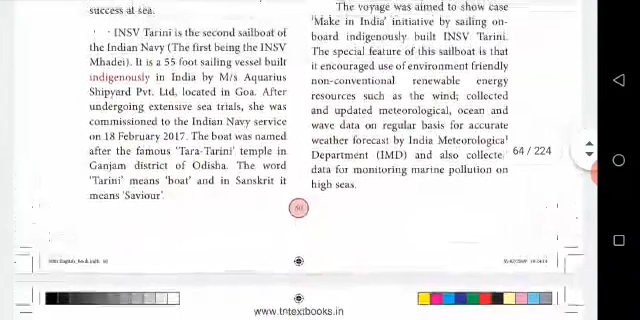 success at sea.
INSV Tarini is the second sailboat of
the Indian Navy (The first being the INSV
Mhadei). It is a 55 foot sailing vessel built
indigenously in India by M/s Aquarius
Shipyard Pvt. Ltd, located in Goa. After
undergoing extensive sea trials, she was
commissioned to the Indian Navy service
on 18 February 2017. The boat was named
after the famous 'Tara-Tarini' temple in
Ganjam district of Odisha. The word
'Tarini' means 'boat' and in Sanskrit it
means 'Saviour'.
The voyage was aimed to show case
'Make in India' initiative by sailing on-
board indigenously built INSV Tarini.
The special feature of this sailboat is that
it encouraged use of environment friendly
non-conventional renewable energy
resources such as the wind; collected
and updated meteorological, ocean and
wave data on regular basis for accurate
weather forecast by India Meteorological
Department (IMD) and also collecte
data for monitoring marine pollution on
high seas.
64 / 224
www.tntextbooks.in